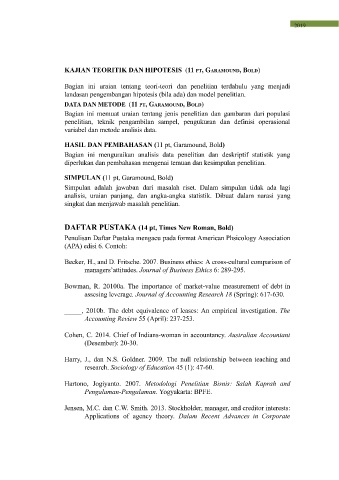 2019
KAJIAN TEORITIK DAN HIPOTESIS (11 PT, GARAMOUND, BOLD)
Bagian ini uraian tentang teori-teori dan penelitian terdahulu yang menjadi
landasan pengembangan hipotesis (bila ada) dan model penelitian.
DATA DAN METODE (11 PT, GARAMOUND, BOLD)
Bagian ini memuat uraian tentang jenis penelitian dan gambaran dari populasi
penelitian, teknik pengambilan sampel, pengukuran dan definisi operasional
variabel dan metode analisis data.
HASIL DAN PEMBAHASAN (11 pt, Garamound, Bold)
Bagian ini menguraikan analisis data penelitian dan deskriptif statistik yang
diperlukan dan pembahasan mengenai temuan dan kesimpulan penelitian.
SIMPULAN (11 pt, Garamound, Bold)
Simpulan adalah jawaban dari masalah riset. Dalam simpulan tidak ada lagi
analisis, uraian panjang, dan angka-angka statistik. Dibuat dalam narasi yang
singkat dan menjawab masalah penelitian.
DAFTAR PUSTAKA (14 pt, Times New Roman, Bold)
Penulisan Daftar Pustaka mengacu pada format American Phsicology Association
(APA) edisi 6. Contoh:
Becker, H., and D. Fritsche. 2007. Business ethics: A cross-cultural comparison of
managers'attitudes. Journal of Business Ethics 6: 289-295.
Bowman, R. 20100a. The importance of market-value measurement of debt in
assesing leverage. Journal of Accounting Research 18 (Spring): 617-630.
_____, 2010b. The debt equivalence of leases: An empirical investigation. The
Accounting Review 55 (April): 237-253.
Cohen, C. 2014. Chief of Indians-woman in accountancy. Australian Accountant
(Desember): 20-30.
Harry, J., dan N.S. Goldner. 2009. The null relationship between teaching and
research. Sociology of Education 45 (1): 47-60.
Hartono, Jogiyanto. 2007. Metodologi Penelitian Bisnis: Salah Kaprah and
Pengalaman-Pengalaman. Yogyakarta: BPFE.
Jensen, M.C. dan C.W. Smith. 2013. Stockholder, manager, and creditor interests:
Applications of agency theory. Dalam Recent Advances in Corporate